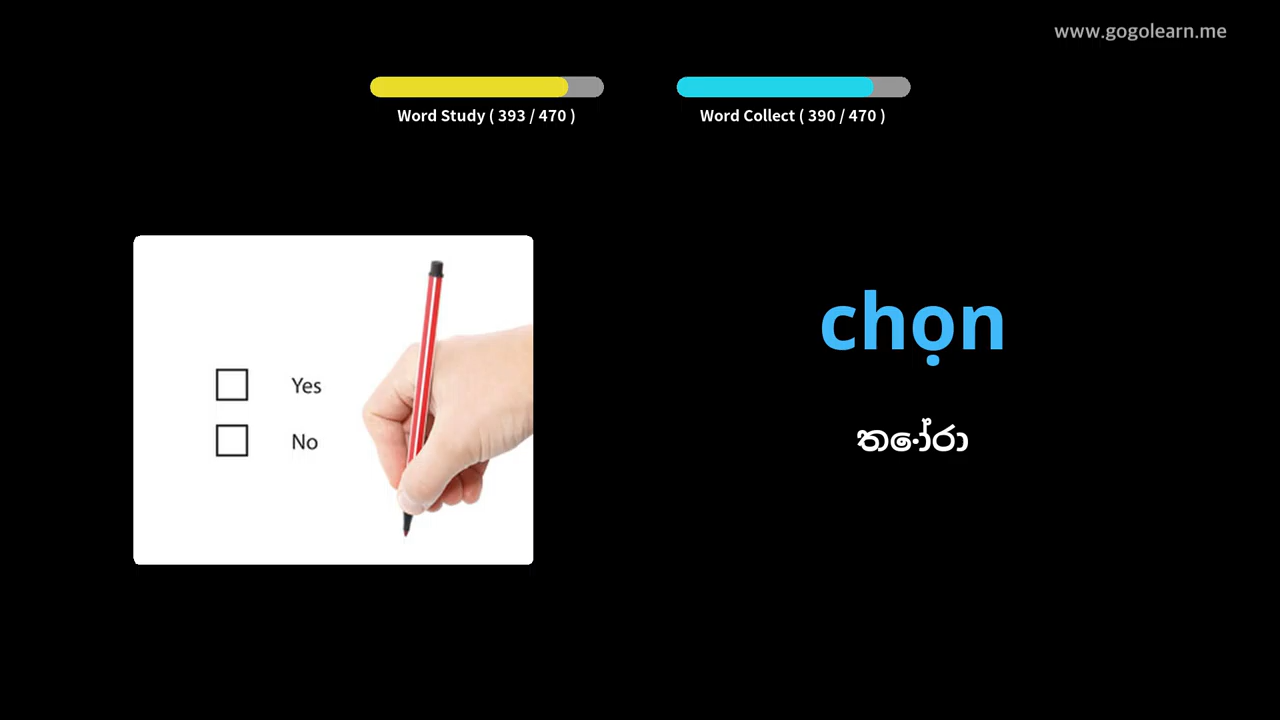 www.gogolearn.me
Word Study ( 393 / 470 )
Word Collect ( 390 / 470 )
Yes
No
chọn
තෝරා